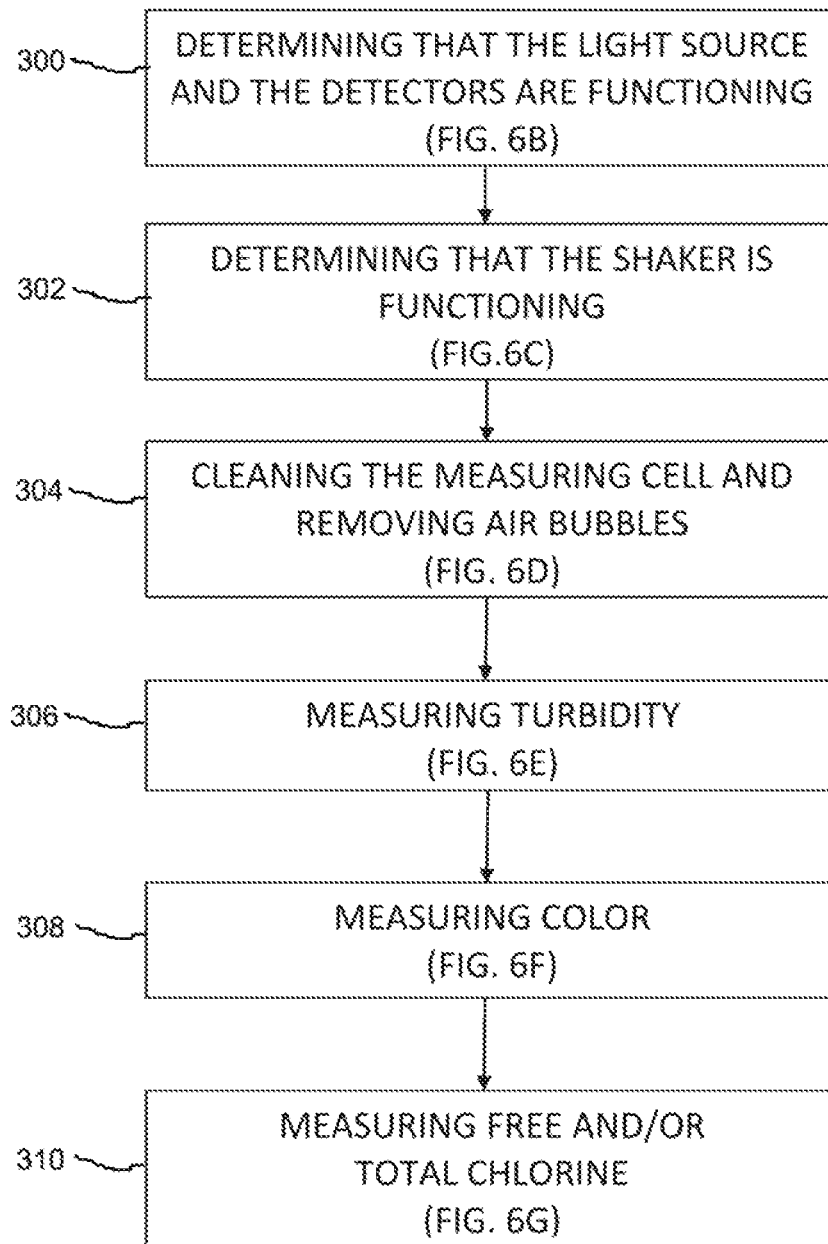 300
DETERMINING THAT THE LIGHT SOURCE
AND THE DETECTORS ARE FUNCTIONING
(FIG. 6B)
302
DETERMINING THAT THE SHAKER IS
FUNCTIONING
(FIG.6C)
304
CLEANING THE MEASURING CELL AND
REMOVING AIR BUBBLES
(FIG. 6D)
306
MEASURING TURBIDITY
(FIG. 6E)
308
MEASURING COLOR
(FIG. 6F)
310
MEASURING FREE AND/OR
TOTAL CHLORINE
(FIG. 6G)